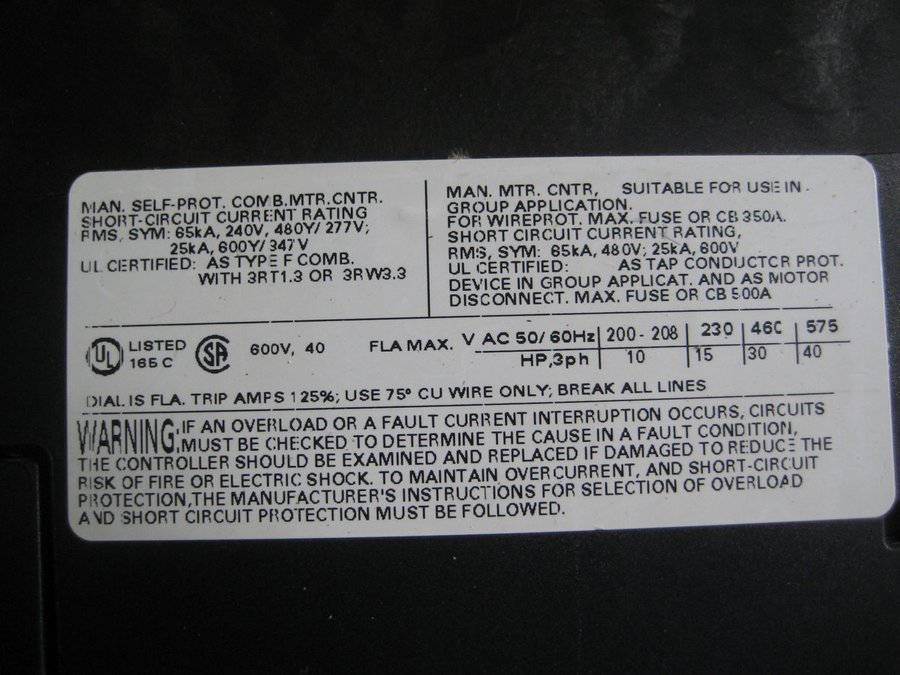 MAN. SELF-PROT. COMB.MTR.CNTR.
SHORT-CIRCUIT CURRENT RATING
RMS, SYM: 65kA, 240V, 480Y/ 277V;
25kA, 600Y/ 347V
UL CERTIFIED: AS TYPE F COMB.
WITH 3RT1.3 OR 3RW3.3
MAN. MTR. CNTR, SUITABLE FOR USE IN.
GROUP APPLICATION.
FOR WIREPROT. MAX. FUSE OR CB 350A.
SHORT CIRCUIT CURRENT RATING,
RMS, SYM: 65kA, 480V; 25kA, 600V
UL CERTIFIED: AS TAP CONDUCTOR PROT.
DEVICE IN GROUP APPLICAT. AND AS MOTOR
DISCONNECT. MAX. FUSE OR CB 500A
UL LISTED 165 C SA 600V, 40 FLA MAX. V AC 50/60Hz 200 - 208 230 460 575
HP,3ph 10 15 30 40
DIAL IS FLA. TRIP AMPS 125%; USE 75° CU WIRE ONLY; BREAK ALL LINES
WARNING: IF AN OVERLOAD OR A FAULT CURRENT INTERRUPTION OCCURS, CIRCUITS
MUST BE CHECKED TO DETERMINE THE CAUSE IN A FAULT CONDITION,
THE CONTROLLER SHOULD BE EXAMINED AND REPLACED IF DAMAGED TO REDUCE THE
RISK OF FIRE OR ELECTRIC SHOCK. TO MAINTAIN OVERCURRENT, AND SHORT-CIRCUIT
PROTECTION, THE MANUFACTURER'S INSTRUCTIONS FOR SELECTION OF OVERLOAD
AND SHORT CIRCUIT PROTECTION MUST BE FOLLOWED.